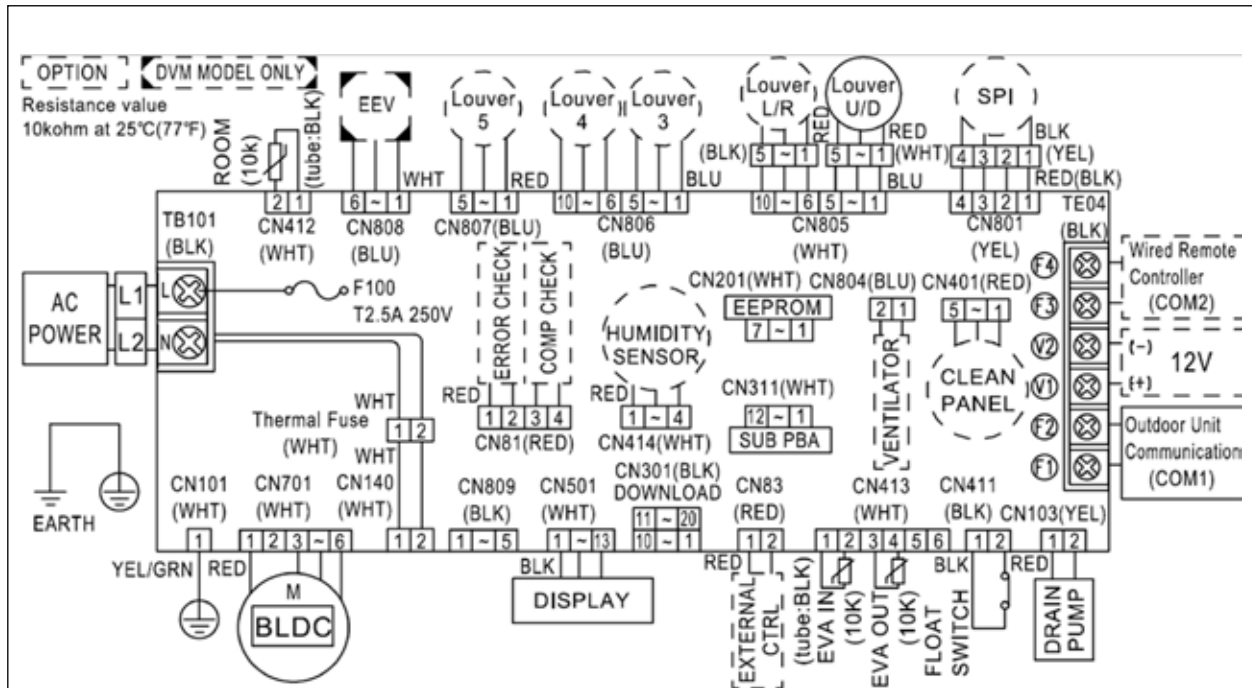 OPTION
DVM MODEL ONLY
Resistance value
10kohm at 25℃(77℉)
ROOM
(10k)
(tube:BLK)
EEV
Louver
5
Louver
4
Louver
3
Louver
L/R
Louver
U/D
SPI
WHT
RED
BLU
(BLK)
5 ~ 1
RED
5 ~ 1
RED
(WHT)
BLU
4 3 2 1
BLK
(YEL)
RED(BLK)
2 1
6 ~ 1
5 ~ 1
10 ~ 6 5 ~ 1
10 ~ 6 5 ~ 1
4 3 2 1
TB101
(BLK)
CN412
(WHT)
CN808
(BLU)
CN807(BLU)
CN806
(BLU)
CN805
(WHT)
CN801
(YEL)
TE04
(BLK)
AC
POWER
L1
L2
L
N
F100
T2.5A 250V
ERROR CHECK
COMP CHECK
RED
1 2 3 4
CN81(RED)
HUMIDITY
SENSOR
RED
1 ~ 4
CN414(WHT)
CN201(WHT)
EEPROM
7 ~ 1
CN311(WHT)
12 ~ 1
SUB PBA
CN804(BLU)
2 1
VENTILATOR
CN401(RED)
5 ~ 1
CLEAN
PANEL
F4
F3
V2
V1
F2
F1
Wired Remote
Controller
(COM2)
(-)
12V
(+)
Outdoor Unit
Communication
(COM1)
WHT
Thermal Fuse
(WHT)
1 2
WHT
EARTH
CN101
(WHT)
CN701
(WHT)
CN140
(WHT)
CN809
(BLK)
CN501
(WHT)
CN301(BLK)
DOWNLOAD
CN83
(RED)
CN413
(WHT)
CN411
(BLK)
CN103(YEL)
1
1 2 3 ~ 6
1 2
1 ~ 5
1 ~ 13
11 ~ 20
10 ~ 1
1 2
1 2 3 4 5 6
1 2
1 2
YEL/GRN
RED
M
BLDC
BLK
DISPLAY
RED
EXTERNAL
CTRL
(tube:BLK)
EVA IN
(10K)
EVA OUT
(10K)
FLOAT
SWITCH
BLK
RED
DRAIN
PUMP